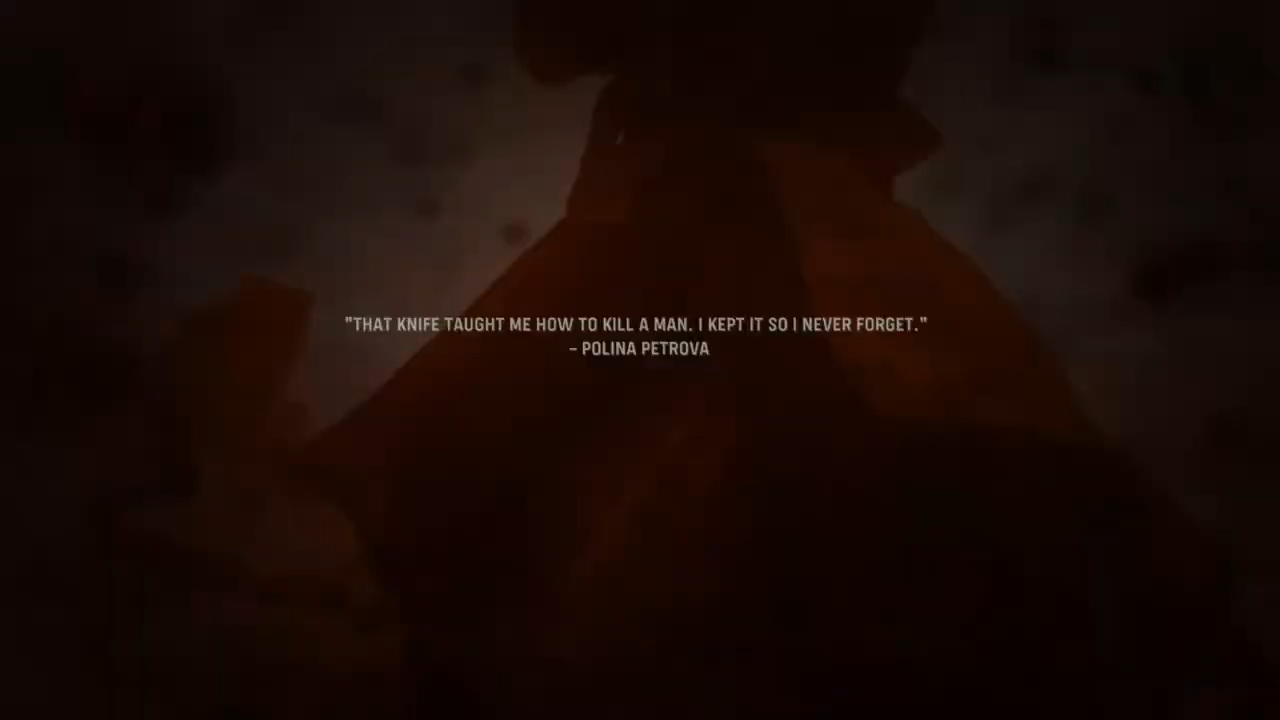 "THAT KNIFE TAUGHT ME HOW TO KILL A MAN. I KEPT IT SO I NEVER FORGET."
– POLINA PETROVA